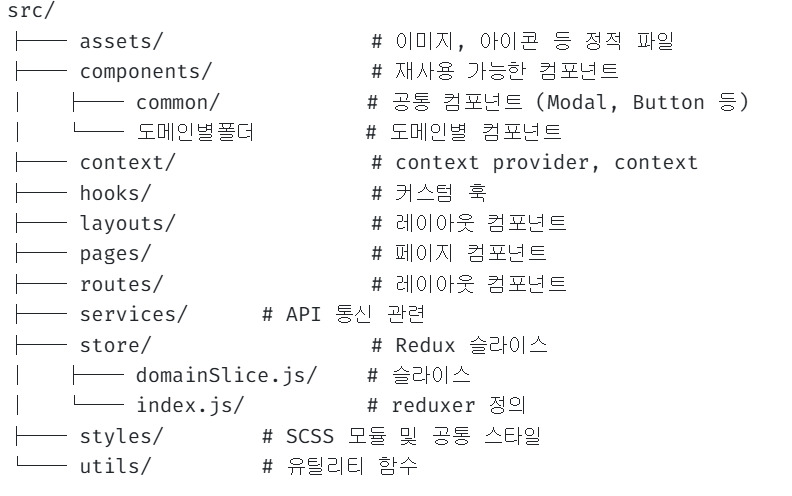 src/
├── assets/                 # 이미지, 아이콘 등 정적 파일
├── components/             # 재사용 가능한 컴포넌트
│   ├── common/            # 공통 컴포넌트 (Modal, Button 등)
│   └── 도메인별폴더         # 도메인별 컴포넌트
├── context/                # context provider, context
├── hooks/                  # 커스텀 훅
├── layouts/                # 레이아웃 컴포넌트
├── pages/                  # 페이지 컴포넌트
├── routes/                 # 레이아웃 컴포넌트
├── services/      # API 통신 관련
├── store/                  # Redux 슬라이스
│   ├── domainSlice.js/    # 슬라이스
│   └── index.js/          # reduxer 정의
├── styles/        # SCSS 모듈 및 공통 스타일
└── utils/         # 유틸리티 함수